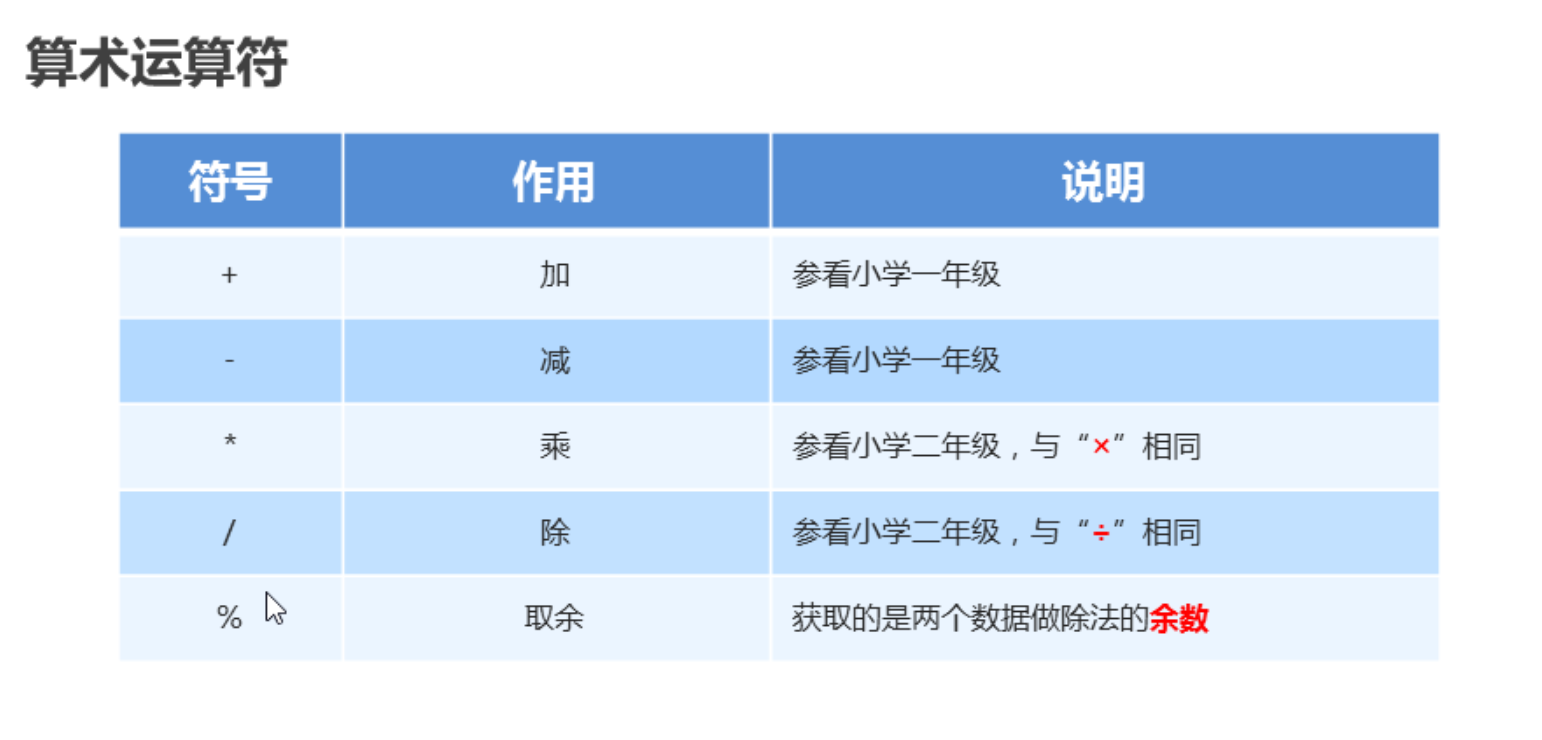 算术运算符
符号 作用 说明
+ 加 参看小学一年级
- 减 参看小学一年级
* 乘 参看小学二年级，与“×”相同
/ 除 参看小学二年级，与“÷”相同
% 取余 获取的是两个数据做除法的余数